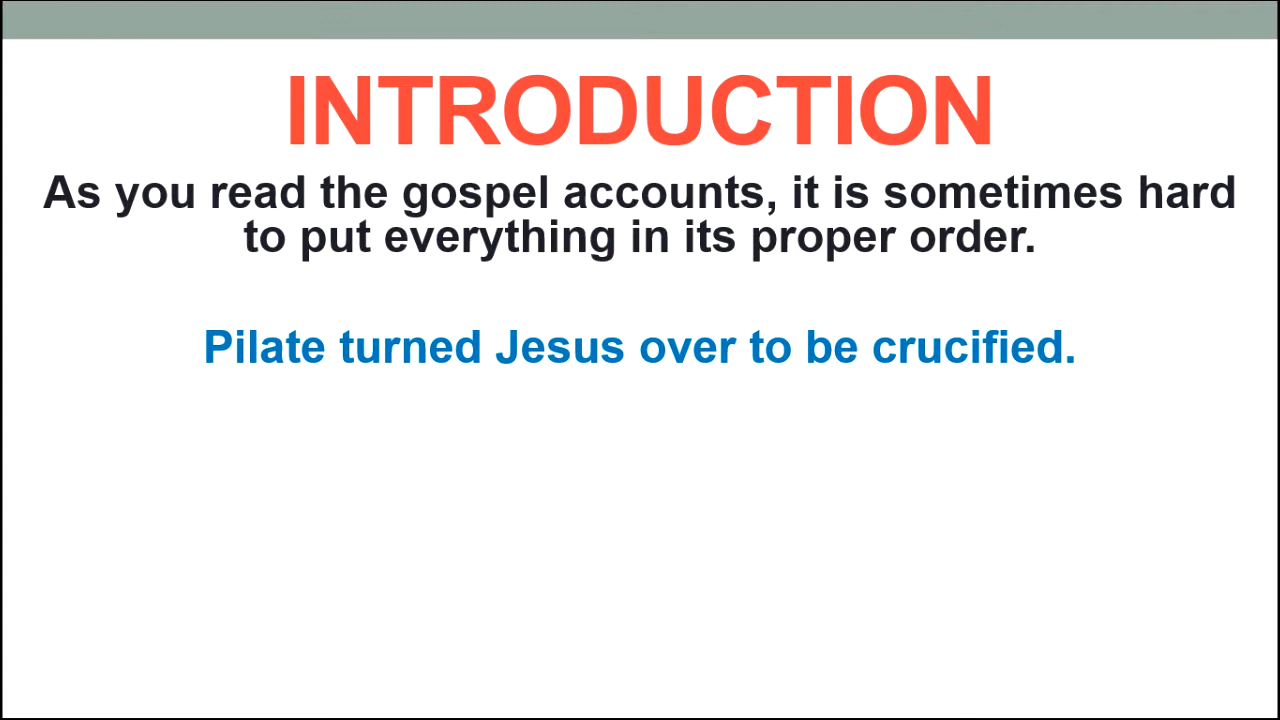 INTRODUCTION
As you read the gospel accounts, it is sometimes hard
to put everything in its proper order.
Pilate turned Jesus over to be crucified.